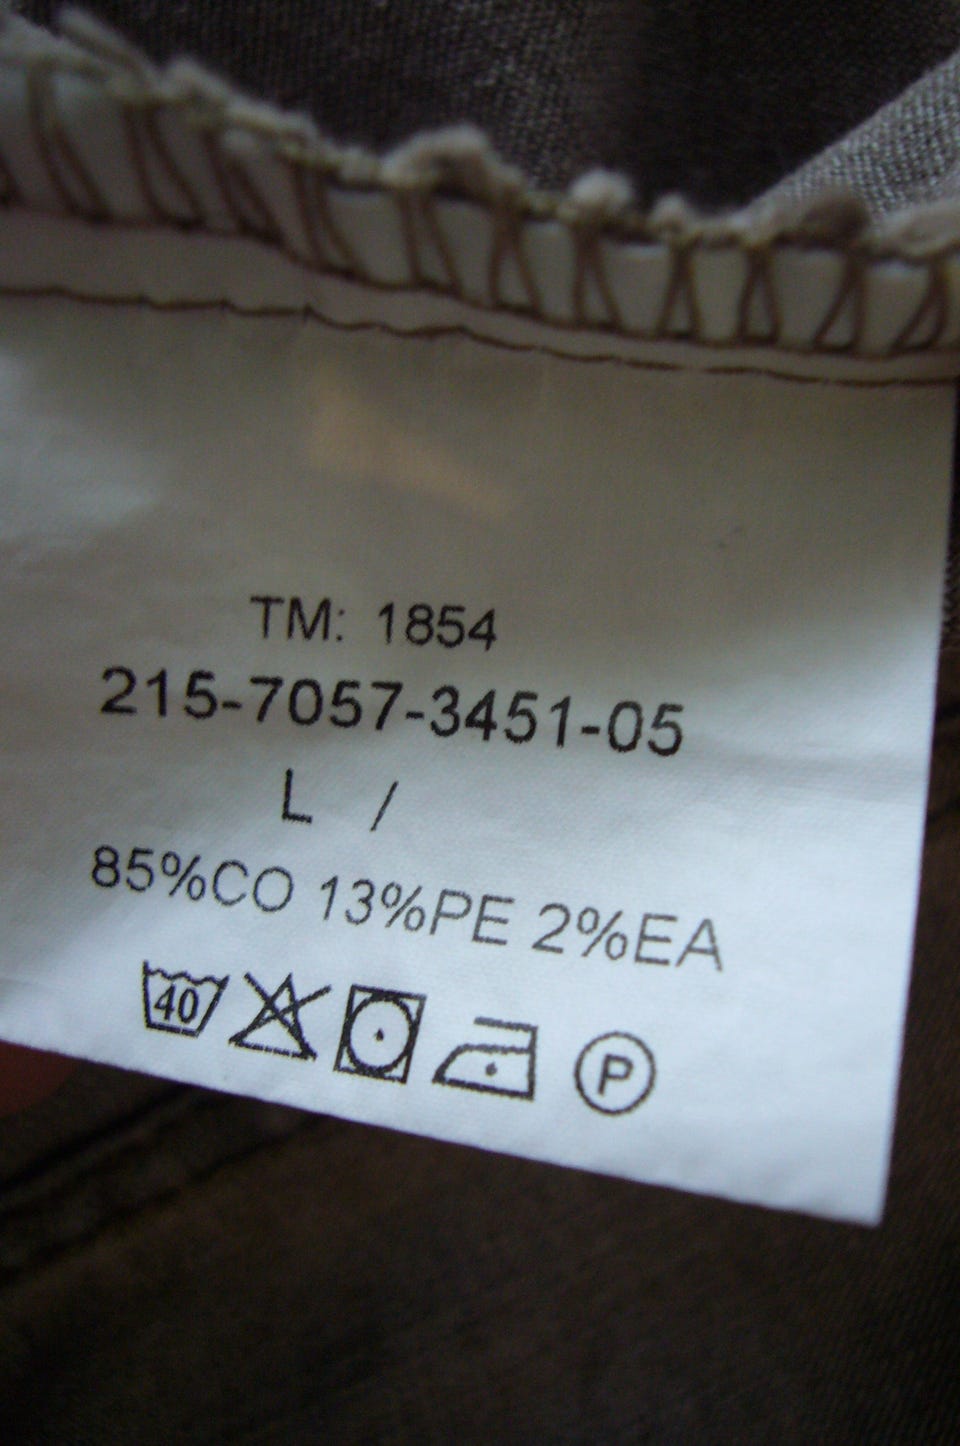 TM: 1854
215-7057-3451-05
L /
85%CO 13%PE 2%EA
40 P